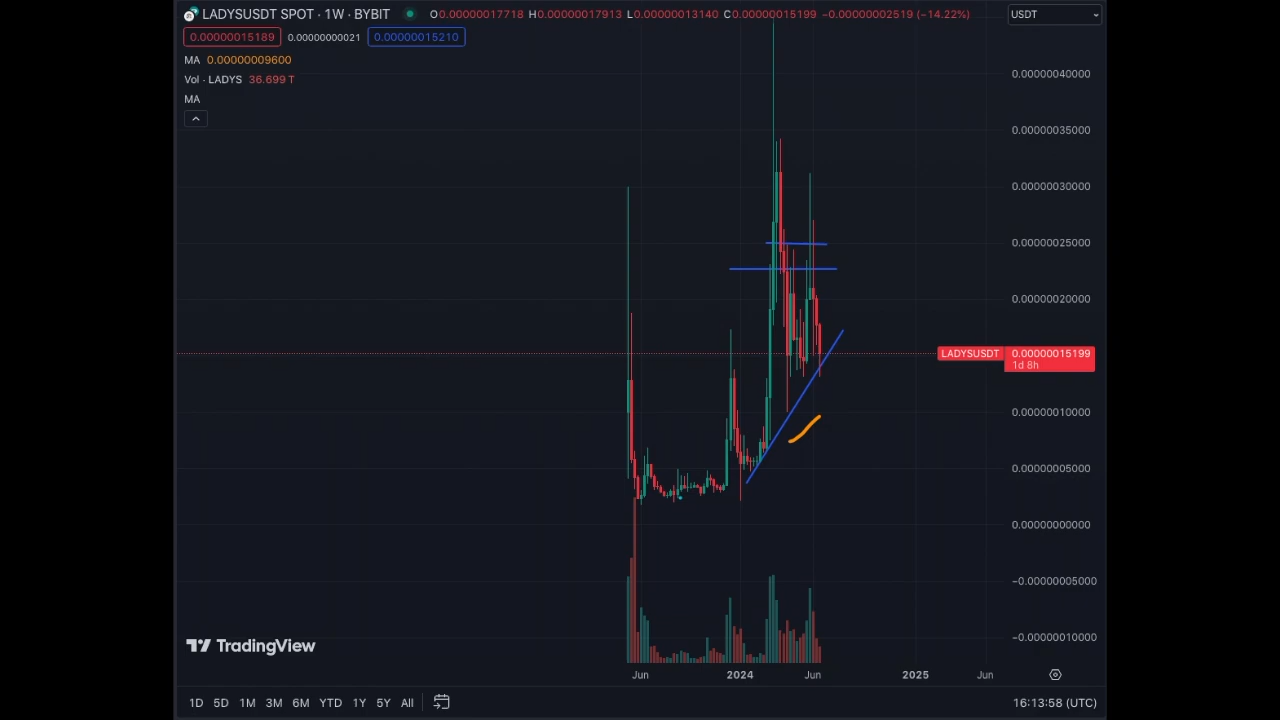 LADYSUSDT SPOT · 1W · BYBIT O0.00000017718 H0.00000017913 L0.00000013140 C0.00000015199 −0.00000002519 (−14.22%)
USDT
0.00000015189 0.00000000021 0.00000015210
MA 0.00000009600
Vol · LADYS 36.699 T
MA
0.00000040000
0.00000035000
0.00000030000
0.00000025000
0.00000020000
LADYSUSDT 0.00000015199
1d 8h
0.00000010000
0.00000005000
0.00000000000
−0.00000005000
−0.00000010000
TradingView
Jun 2024 Jun 2025 Jun
1D 5D 1M 3M 6M YTD 1Y 5Y All 16:13:58 (UTC)